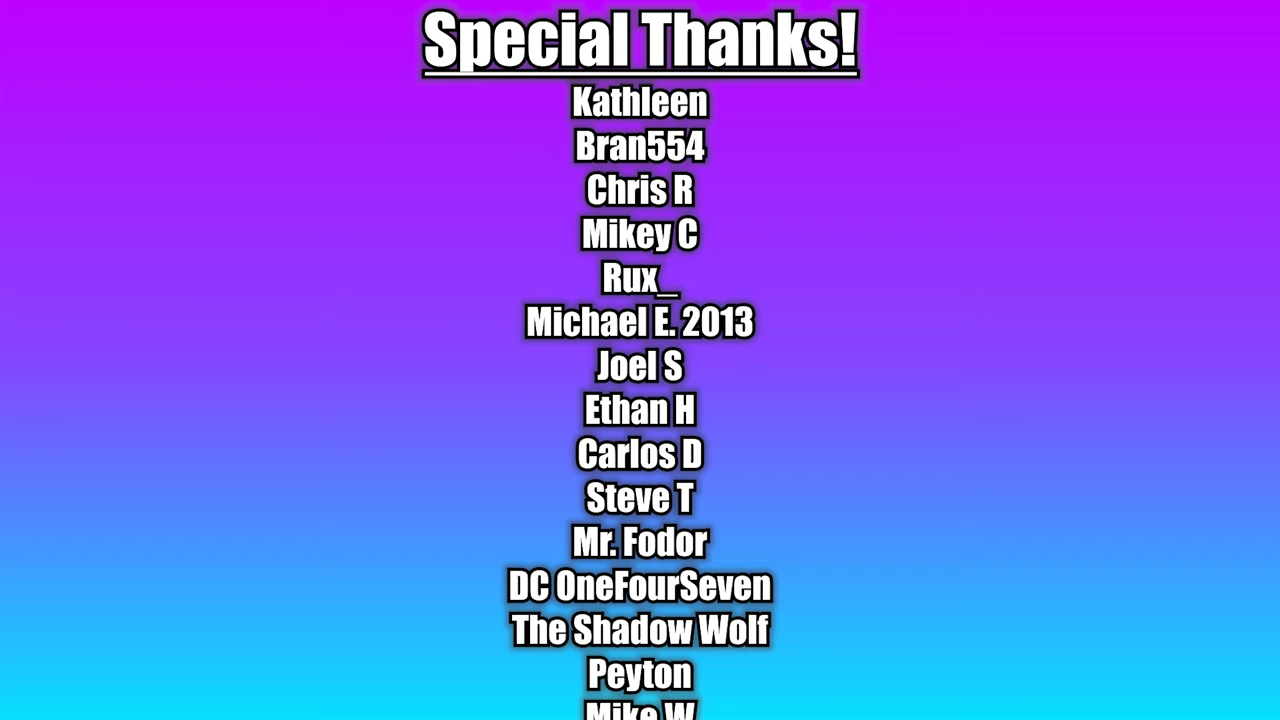 Special Thanks!
Kathleen
Bran554
Chris R
Mikey C
Rux_
Michael E. 2013
Joel S
Ethan H
Carlos D
Steve T
Mr. Fodor
DC OneFourSeven
The Shadow Wolf
Peyton
Mike W